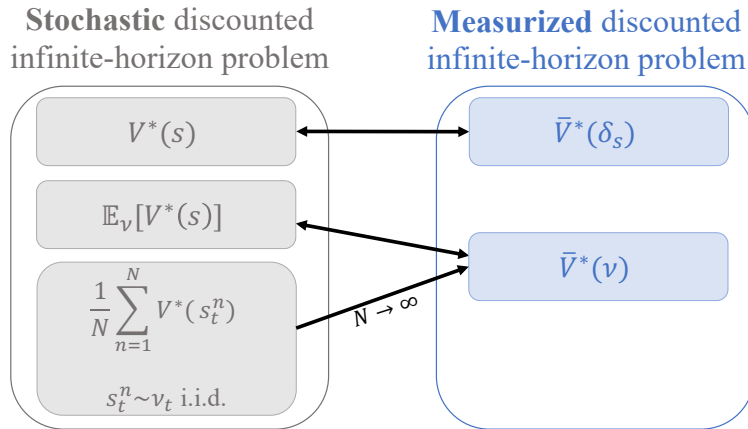 Stochastic discounted
infinite-horizon problem
V*(s)
𝔼_ν[V*(s)]
1/N ∑_{n=1}^{N} V*(s_t^n)
s_t^n~ν_t i.i.d.
N → ∞
Measurized discounted
infinite-horizon problem
V̄*(δ_s)
V̄*(ν)